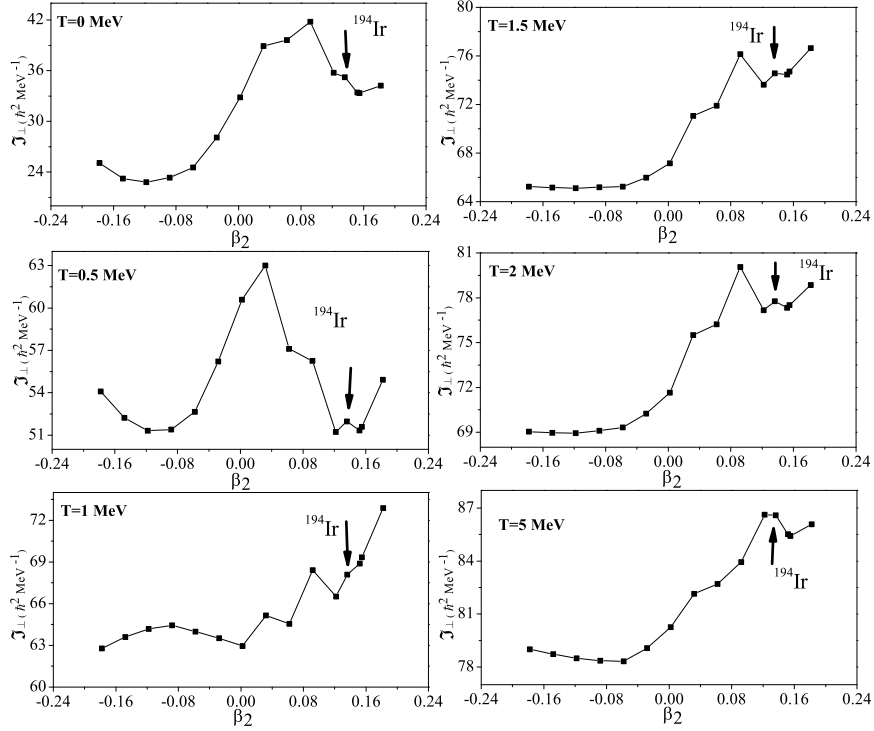 T=0 MeV
194Ir
42
36
30
24
𝔍⊥(ℏ² MeV⁻¹)
-0.24 -0.16 -0.08 0.00 0.08 0.16 0.24
β₂
T=1.5 MeV
¹⁹⁴Ir
80
76
72
68
64
𝔍⊥(ℏ² MeV⁻¹)
-0.24 -0.16 -0.08 0.00 0.08 0.16 0.24
β₂
T=0.5 MeV
¹⁹⁴Ir
63
60
57
54
51
𝔍⊥(ℏ² MeV⁻¹)
-0.24 -0.16 -0.08 0.00 0.08 0.16 0.24
β₂
T=2 MeV
¹⁹⁴Ir
81
78
75
72
69
𝔍⊥(ℏ² MeV⁻¹)
-0.24 -0.16 -0.08 0.00 0.08 0.16 0.24
β₂
T=1 MeV
¹⁹⁴Ir
72
69
66
63
60
𝔍⊥(ℏ² MeV⁻¹)
-0.24 -0.16 -0.08 0.00 0.08 0.16 0.24
β₂
T=5 MeV
¹⁹⁴Ir
87
84
81
78
𝔍⊥(ℏ² MeV⁻¹)
-0.24 -0.16 -0.08 0.00 0.08 0.16 0.24
β₂